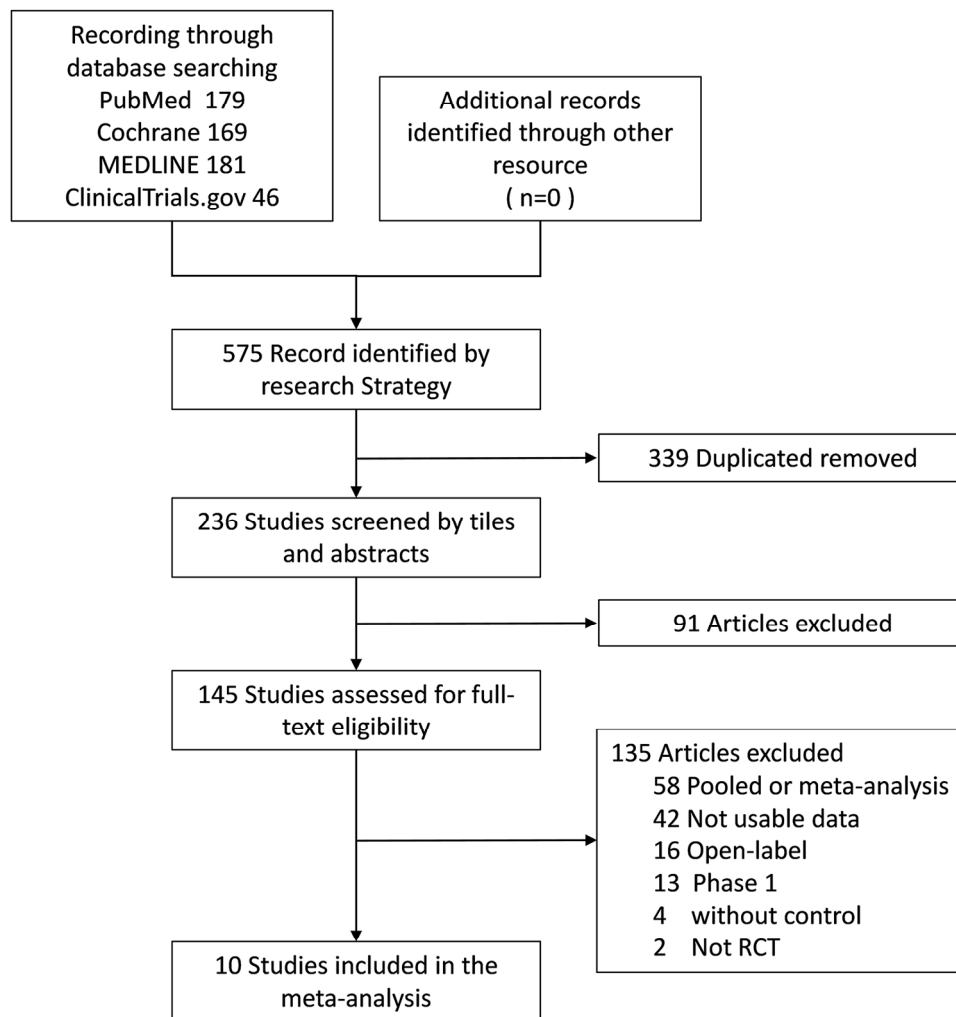 Recording through
database searching
PubMed 179
Cochrane 169
MEDLINE 181
ClinicalTrials.gov 46
Additional records
identified through other
resource
( n=0 )
575 Record identified by
research Strategy
339 Duplicated removed
236 Studies screened by tiles
and abstracts
91 Articles excluded
145 Studies assessed for full-
text eligibility
135 Articles excluded
58 Pooled or meta-analysis
42 Not usable data
16 Open-label
13 Phase 1
4 without control
2 Not RCT
10 Studies included in the
meta-analysis